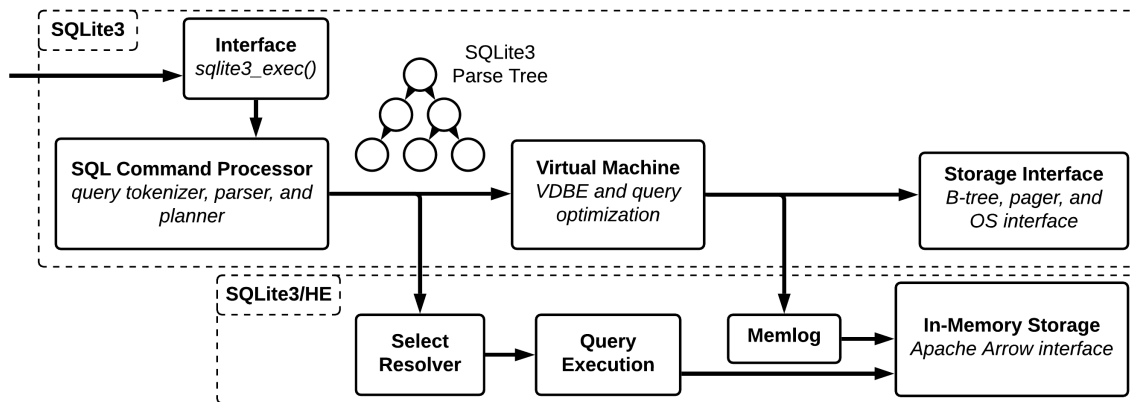 SQLite3
Interface
sqlite3_exec()
SQLite3
Parse Tree
SQL Command Processor
query tokenizer, parser, and
planner
Virtual Machine
VDBE and query
optimization
Storage Interface
B-tree, pager, and
OS interface
SQLite3/HE
Select
Resolver
Query
Execution
Memlog
In-Memory Storage
Apache Arrow interface